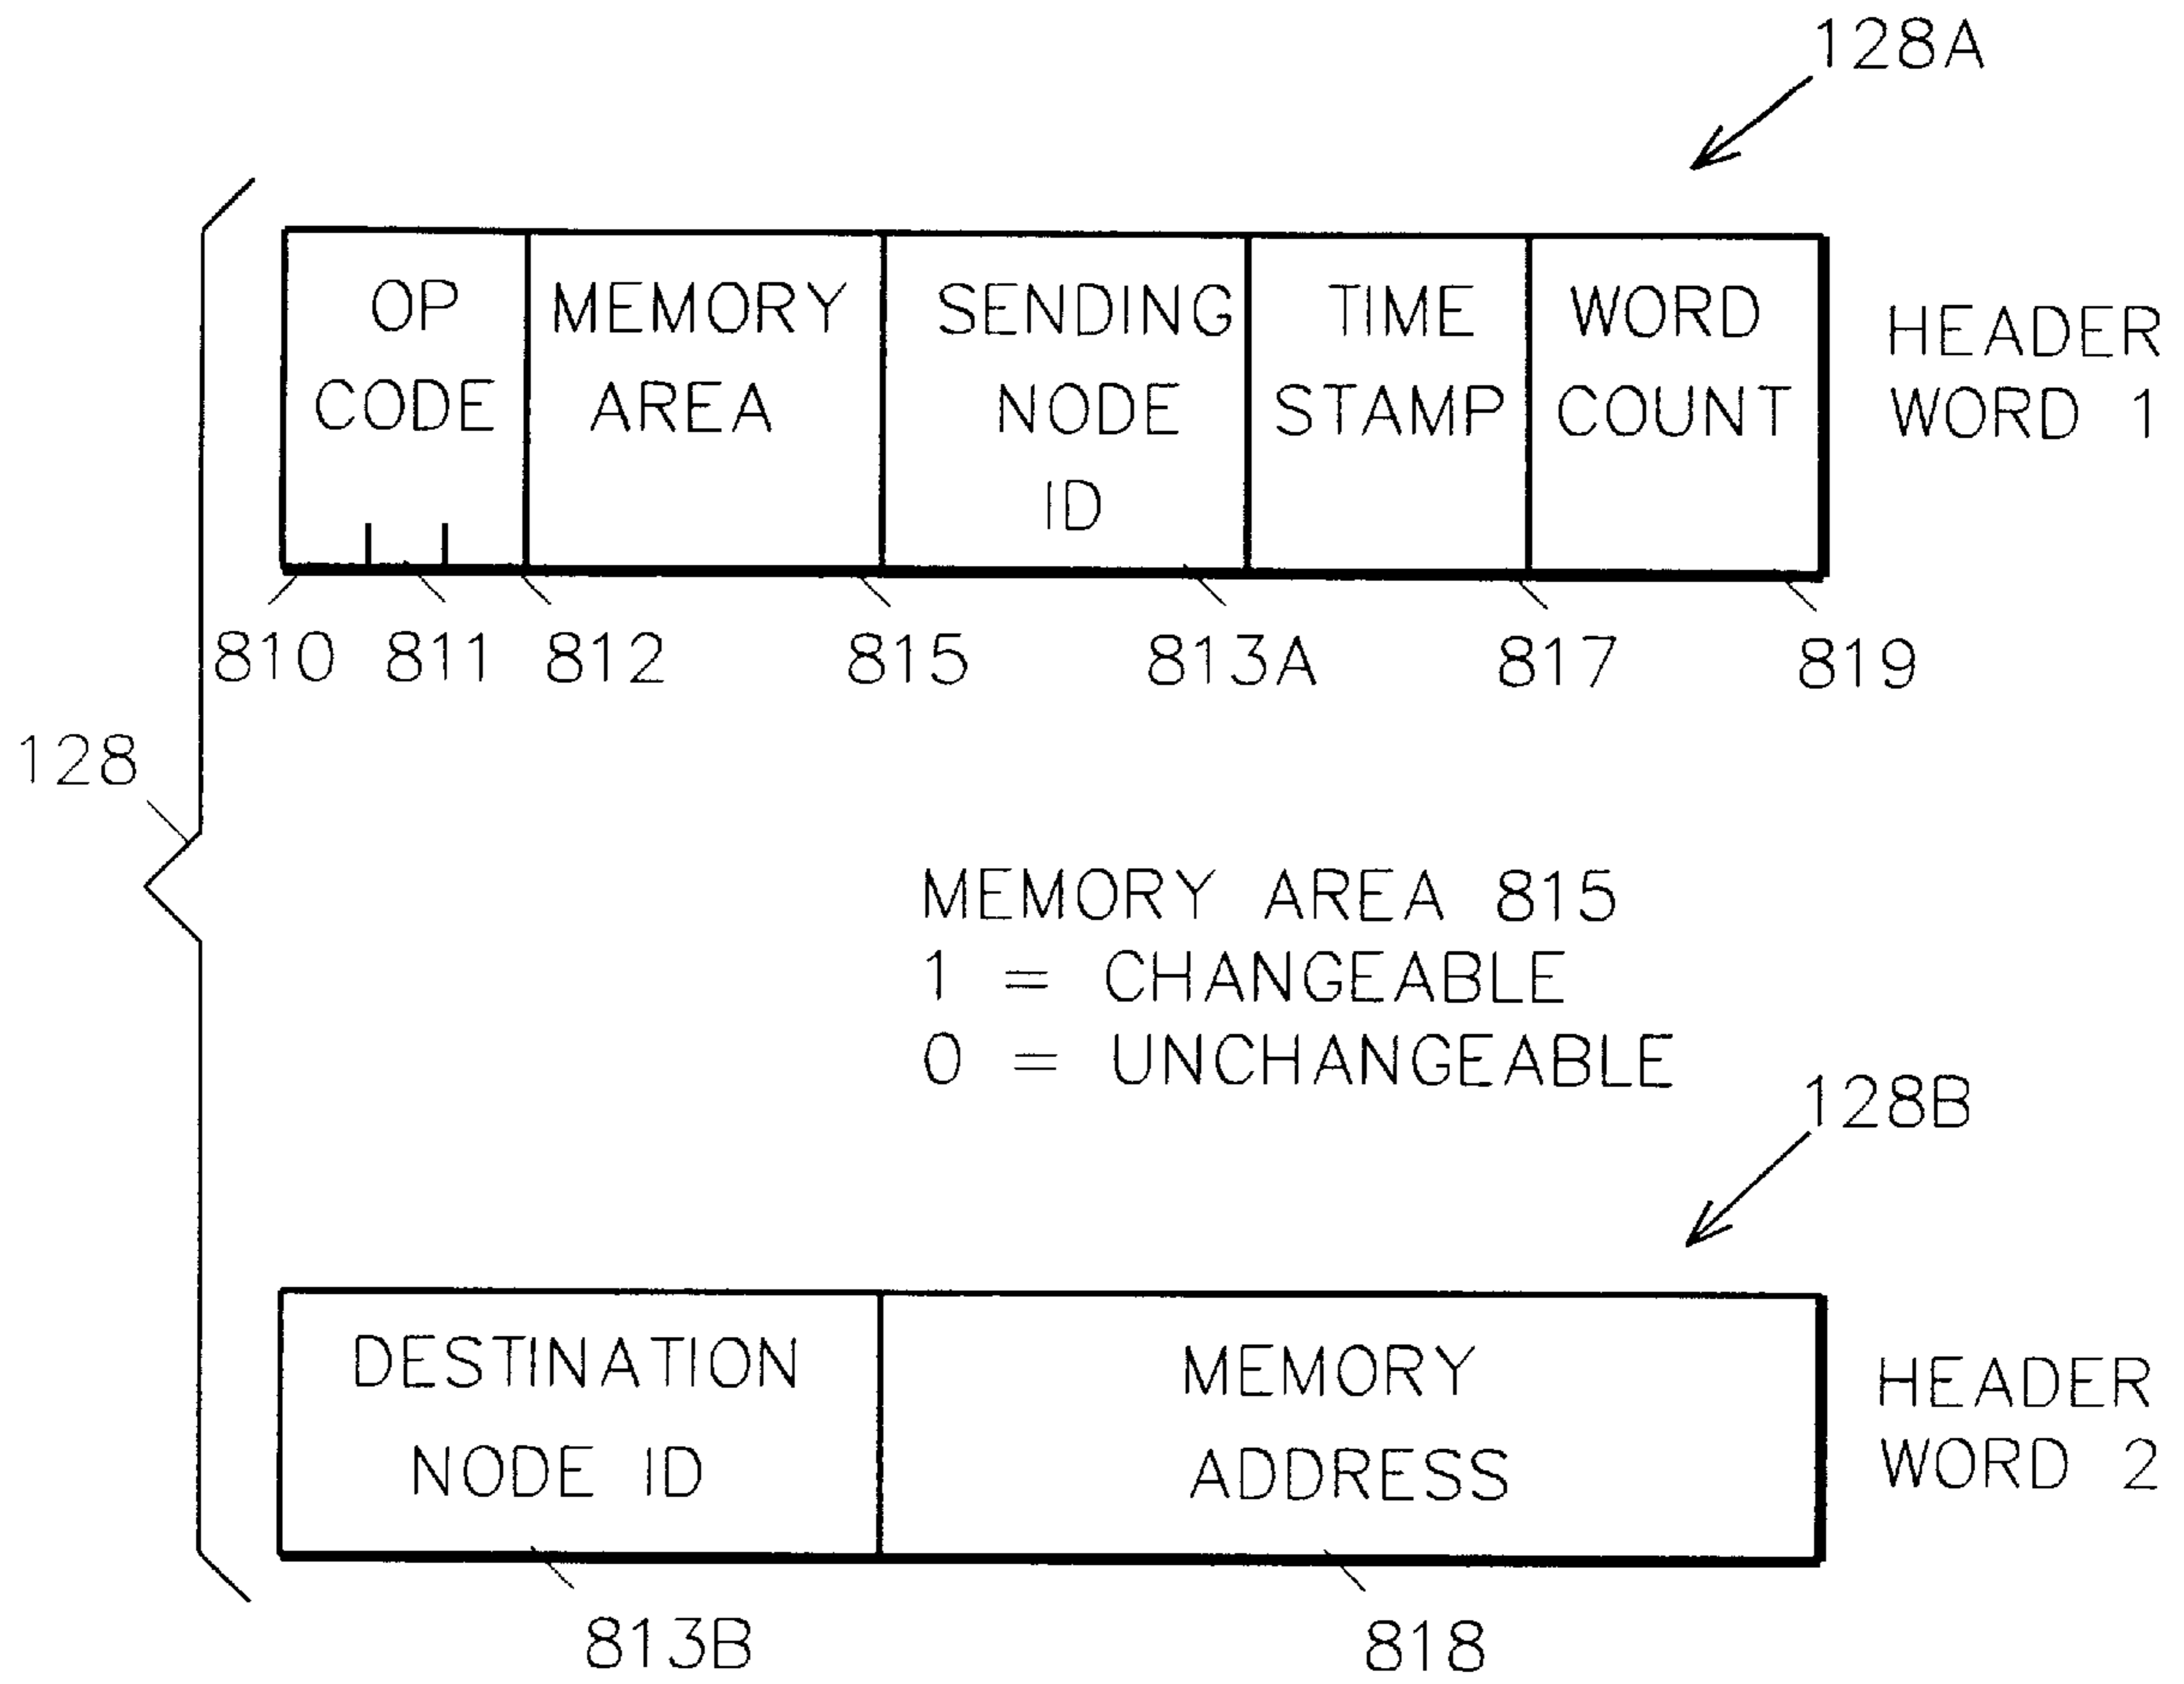 128A
OP
CODE
MEMORY
AREA
SENDING
NODE
ID
TIME
STAMP
WORD
COUNT
HEADER
WORD 1
810 811 812 815 813A 817 819
128
MEMORY AREA 815
1 = CHANGEABLE
0 = UNCHANGEABLE
128B
DESTINATION
NODE ID
MEMORY
ADDRESS
HEADER
WORD 2
813B 818